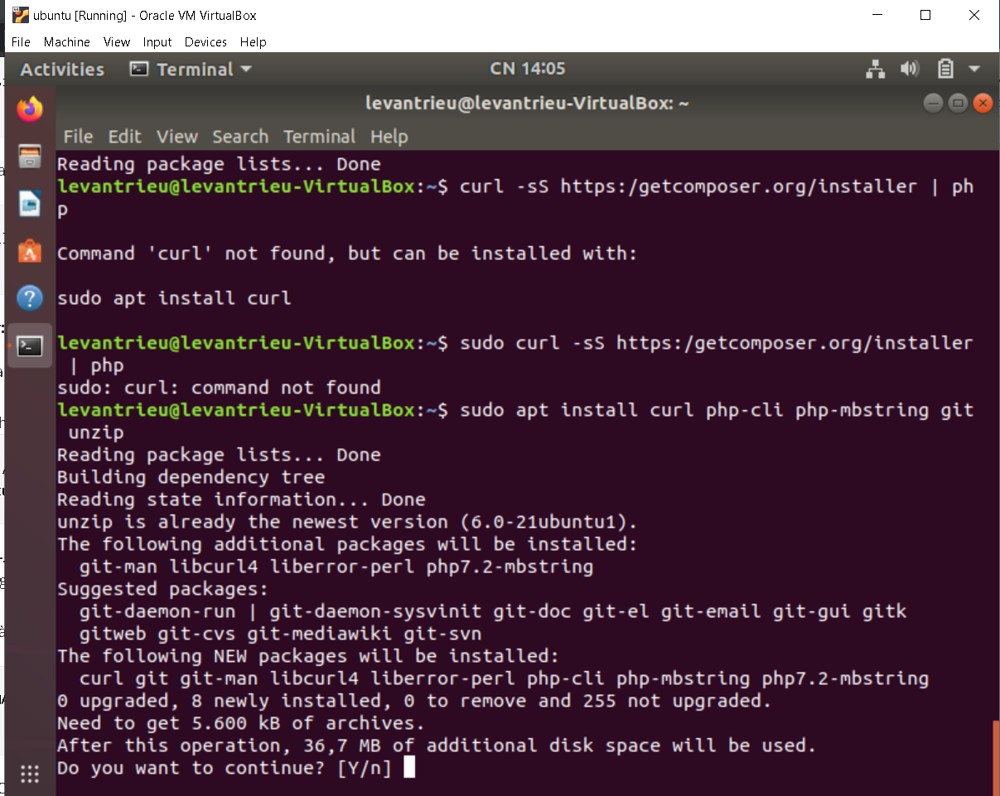 ubuntu [Running] - Oracle VM VirtualBox
File Machine View Input Devices Help
Activities Terminal CN 14:05
levantrieu@levantrieu-VirtualBox: ~
File Edit View Search Terminal Help
Reading package lists... Done
levantrieu@levantrieu-VirtualBox:~$ curl -sS https:/getcomposer.org/installer | ph
p
Command 'curl' not found, but can be installed with:
sudo apt install curl
levantrieu@levantrieu-VirtualBox:~$ sudo curl -sS https:/getcomposer.org/installer
| php
sudo: curl: command not found
levantrieu@levantrieu-VirtualBox:~$ sudo apt install curl php-cli php-mbstring git
unzip
Reading package lists... Done
Building dependency tree
Reading state information... Done
unzip is already the newest version (6.0-21ubuntu1).
The following additional packages will be installed:
git-man libcurl4 liberror-perl php7.2-mbstring
Suggested packages:
git-daemon-run | git-daemon-sysvinit git-doc git-el git-email git-gui gitk
gitweb git-cvs git-mediawiki git-svn
The following NEW packages will be installed:
curl git git-man libcurl4 liberror-perl php-cli php-mbstring php7.2-mbstring
0 upgraded, 8 newly installed, 0 to remove and 255 not upgraded.
Need to get 5.600 kB of archives.
After this operation, 36,7 MB of additional disk space will be used.
Do you want to continue? [Y/n]